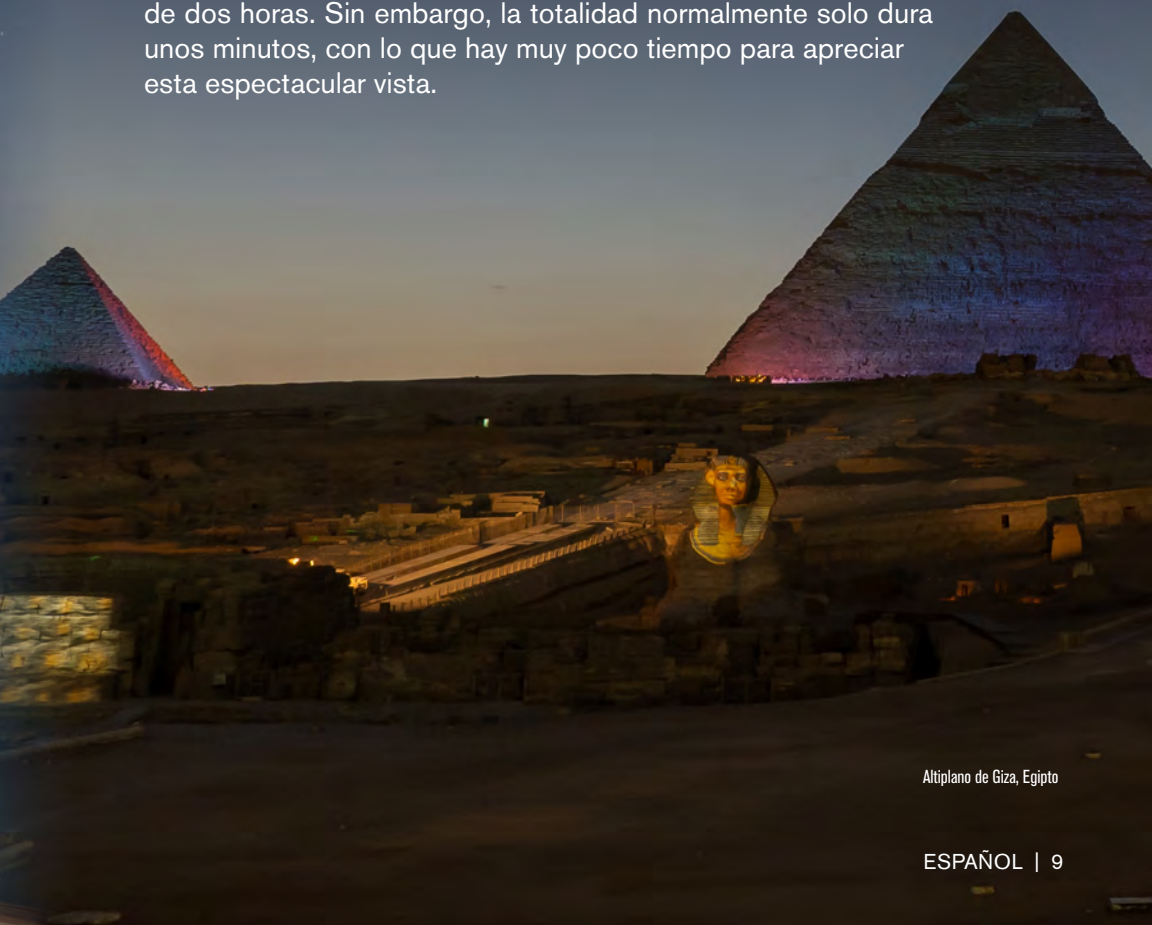 de dos horas. Sin embargo, la totalidad normalmente solo dura
unos minutos, con lo que hay muy poco tiempo para apreciar
esta espectacular vista.
Altiplano de Giza, Egipto
ESPAÑOL | 9